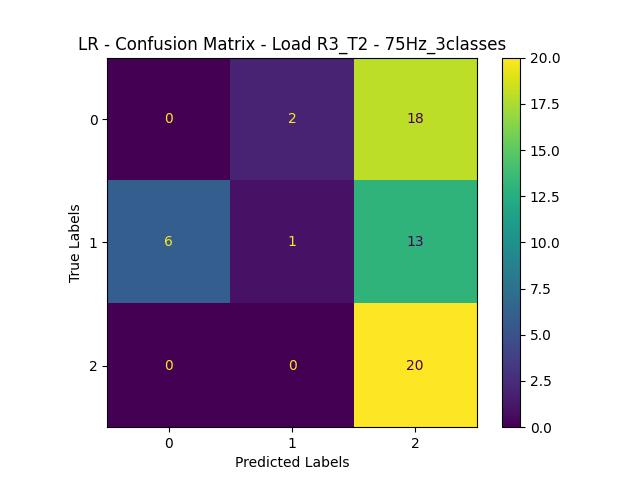 LR - Confusion Matrix - Load R3_T2 - 75Hz_3classes
True Labels
0
0 2 18
1
6 1 13
2
0 0 20
0 1 2
Predicted Labels
20.0
17.5
15.0
12.5
10.0
7.5
5.0
2.5
0.0